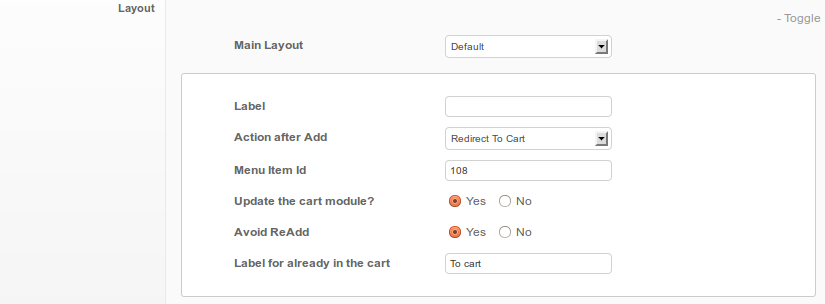 Layout
- Toggle
Main Layout Default
Label
Action after Add Redirect To Cart
Menu Item Id 108
Update the cart module? Yes No
Avoid ReAdd Yes No
Label for already in the cart To cart